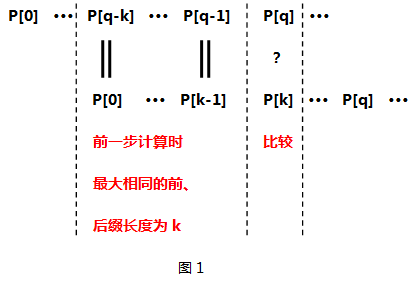 P[0] ••• P[q-k] ••• P[q-1] P[q] •••
?
P[0] ••• P[k-1] P[k] ••• P[q] •••
前一步计算时 比较
最大相同的前、
后缀长度为 k
图 1